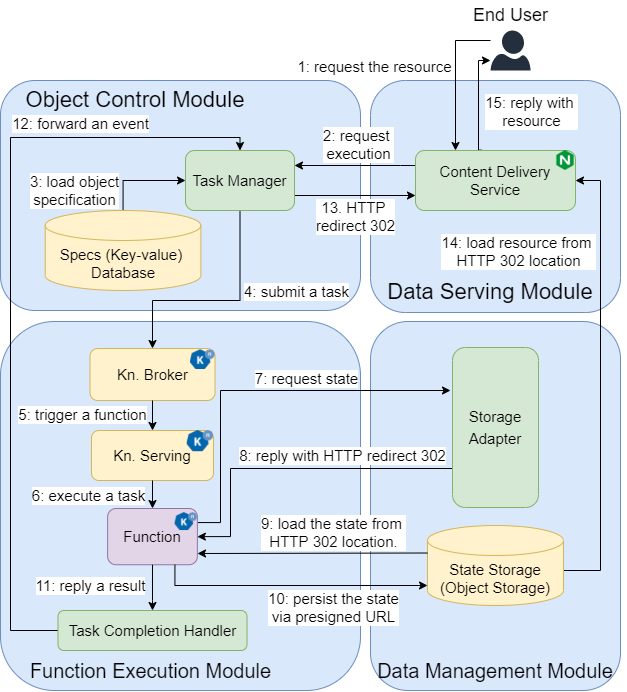 End User
1: request the resource
Object Control Module
15: reply with
resource
12: forward an event
2: request
execution
Task Manager
Content Delivery
Service
3: load object
specification
13. HTTP
redirect 302
Specs (Key-value)
Database
14: load resource from
HTTP 302 location
4: submit a task
Data Serving Module
Kn. Broker
7: request state
5: trigger a function
Storage
Adapter
Kn. Serving
8: reply with HTTP redirect 302
6: execute a task
9: load the state from
HTTP 302 location.
Function
State Storage
(Object Storage)
11: reply a result
10: persist the state
via presigned URL
Task Completion Handler
Function Execution Module
Data Management Module